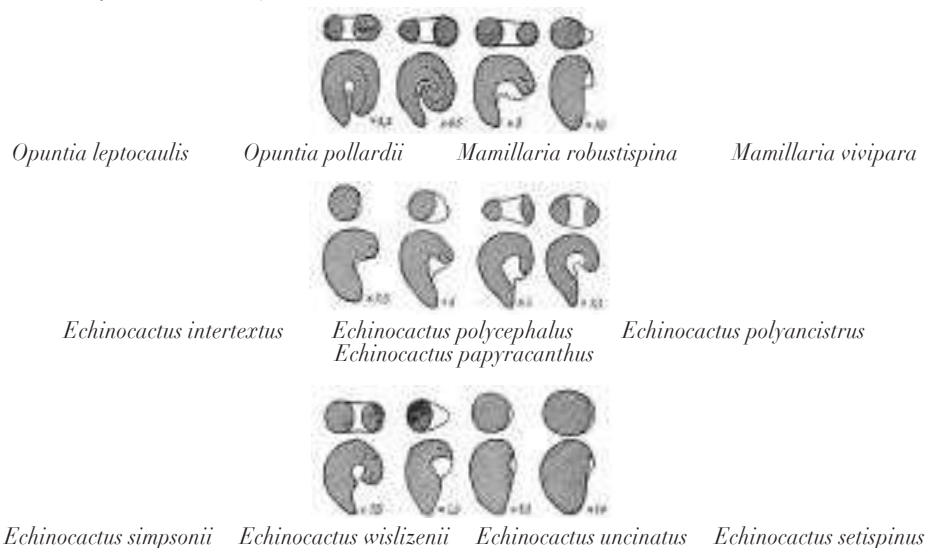 Opuntia leptocaulis Opuntia pollardii Mamillaria robustispina Mamillaria vivipara
Echinocactus intertextus Echinocactus polycephalus Echinocactus polyancistrus
Echinocactus papyracanthus
Echinocactus simpsonii Echinocactus wislizenii Echinocactus uncinatus Echinocactus setispinus